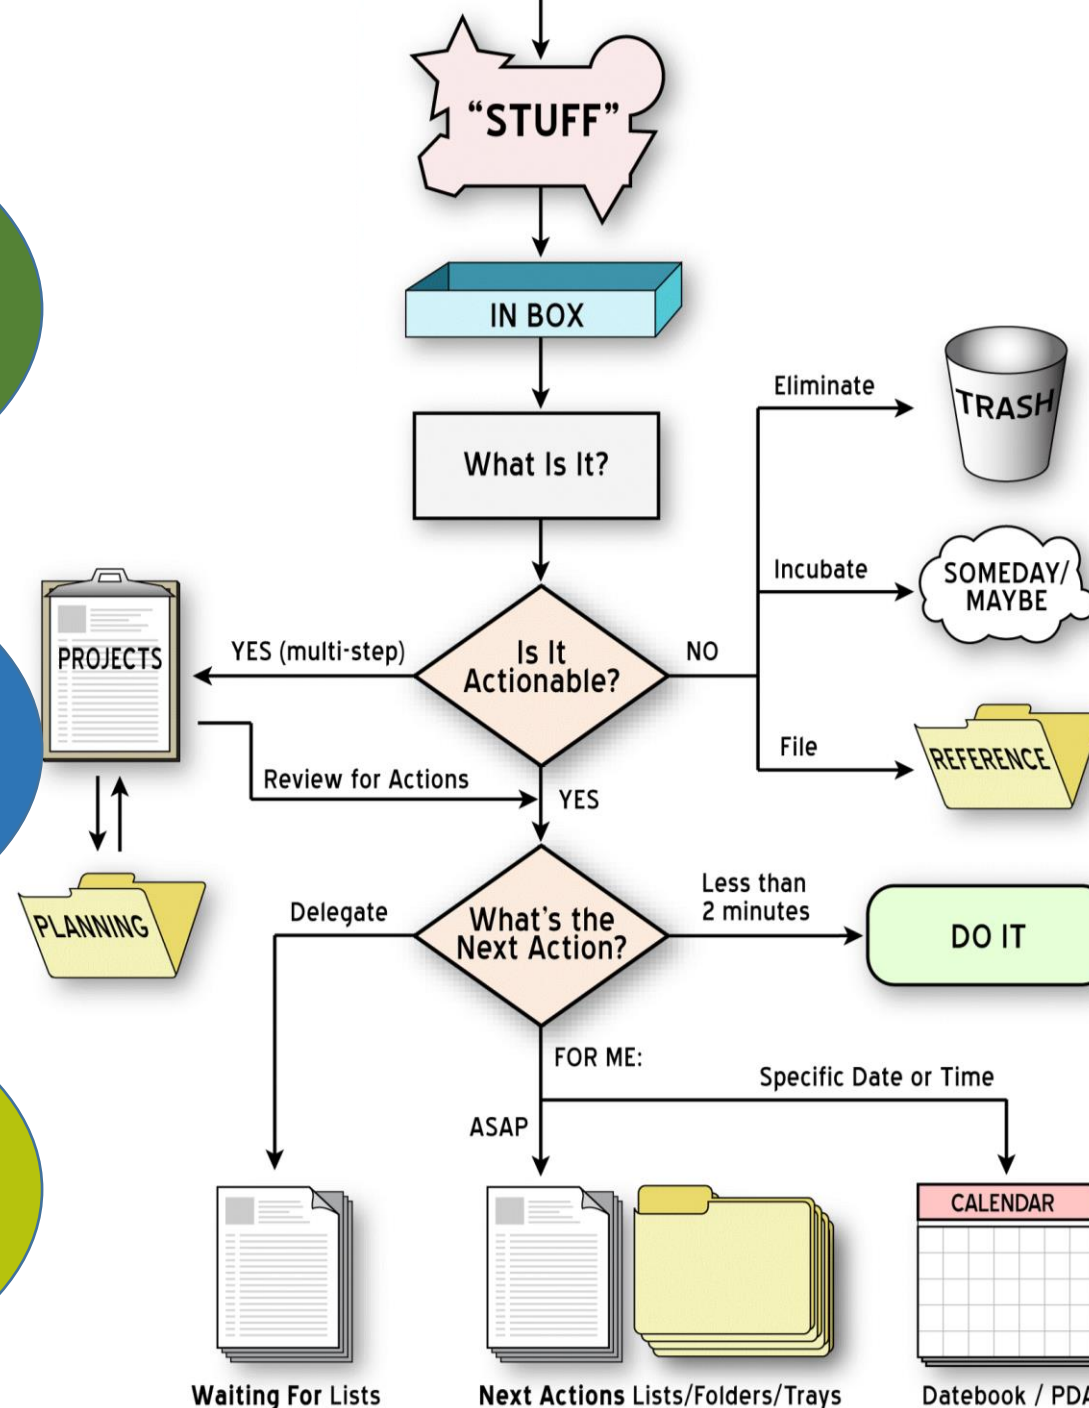 “STUFF”
IN BOX
What Is It?
Eliminate
TRASH
Incubate
SOMEDAY/
MAYBE
YES (multi-step)
Is It
Actionable?
NO
PROJECTS
File
REFERENCE
Review for Actions
YES
PLANNING
Delegate
What's the
Next Action?
Less than
2 minutes
DO IT
FOR ME:
Specific Date or Time
ASAP
CALENDAR
Waiting For Lists
Next Actions Lists/Folders/Trays
Datebook / PDA